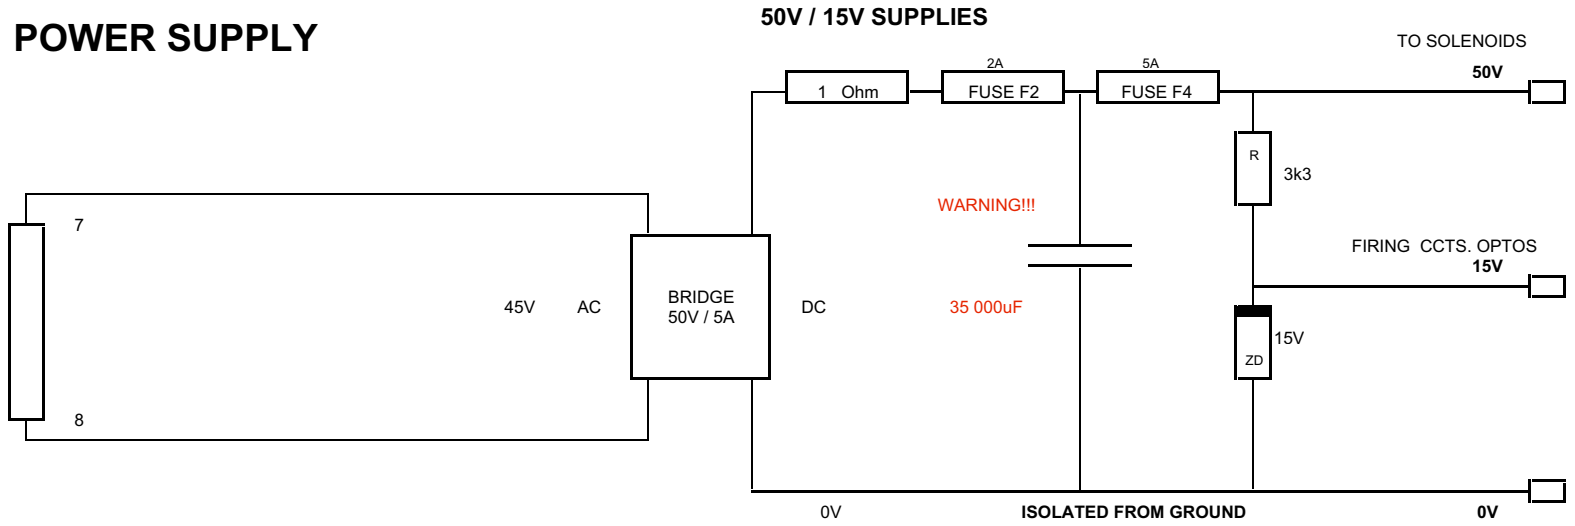 POWER SUPPLY
50V / 15V SUPPLIES
TO SOLENOIDS
50V
2A
5A
1 Ohm
FUSE F2
FUSE F4
R
3k3
WARNING!!!
7
FIRING CCTS. OPTOS
15V
45V
AC
BRIDGE
50V / 5A
DC
35 000uF
15V
ZD
8
0V
ISOLATED FROM GROUND
0V